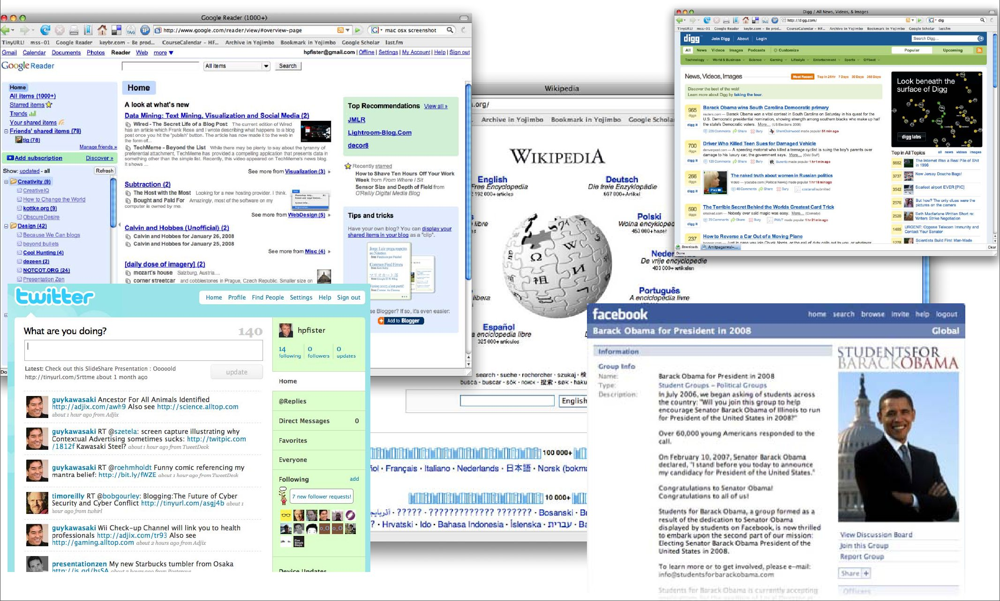 Google Reader (1000+)
http://www.google.com/reader/view/#overview-page
mac osx screenshot
TinyURL! mss-01 Google Reader keybr.com - Be prod... CourseCalendar - HF... Archive in Yojimbo Bookmark in Yojimbo Google Scholar last.fm
Gmail Calendar Documents Photos Reader Web more ▼
hpfister@gmail.com | Offline | Settings | My Account | Help | Sign out
Google Reader
All items
Search
Home
All items (1000+)
Starred items
Trends
Your shared items
Friends' shared items (78)
tig (78)
Manage friends »
Add subscription Discover »
Show: updated - all Refresh
Creativity (9)
CreativeIQ
How to Change the World
kottke.org (9)
ObscureDesire
Design (42)
Because We Can blogs
beyond bullets
Cool Hunting (4)
dezeen (2)
NOTCOT.ORG (24)
Presentation Zen
Home
A look at what's new
Data Mining: Text Mining, Visualization and Social Media (2)
Wired - The Secret Life of a Blog Post The current edition of Wired
has an article which Frank Rose and I wrote describing what happens to a blog
post once you hit the "publish" button. The article has now made it to the web in
the form of...
TechMeme - Beyond the List While there may be plenty to say about the tyranny of
preferential attachment, TechMeme has provided a compelling application that presents data in
something other than the simple list. Recently, this video appeared on TechMeme's news blog.
It shows ...
See more from Visualization (3) »
Subtraction (2)
The Host with the Most Looking for a new hosting provider. I think.
Bought and Paid For Amazingly, most of the software on my
computer is owned by me.
See more from WebDesign (5) »
Calvin and Hobbes (Unofficial) (2)
Calvin and Hobbes for January 26, 2008
Calvin and Hobbes for January 25, 2008
See more from Misc (4) »
[daily dose of imagery] (2)
mozart's house Salzburg, Austria....
corner streetcar and cobblestones in Prague, Czech Republic. Smaller size on
Top Recommendations View all »
JMLR
Lightroom-Blog.Com
decor8
Recently starred
How to Shave Ten Hours Off Your Work
Week from From Where I Sit
Sensor Size and Depth of Field from
O'Reilly Digital Media Blog
Tips and tricks
Have your own blog? You can display your
shared items in your blog as a "clip".
se Blogger? If so, it's even easier:
Add to Blogger
Wikipedia
.org/
Archive in Yojimbo Bookmark in Yojimbo Google Schola
WIKIPEDIA
English
Free Encyclopedia
2 192 000+ articles
Deutsch
Die freie Enzyklopädie
697 000+ Artikel
libre
Polski
Wolna encykloped
463 000+ haseł
Neder
De vrije encyclopedie
403 000+ artikelen
libera
Português
A enciclopédia livre
Español
a enciclopedia libre
325 000+ artículos
search · suche · rechercher · szukaj · 検
busca · buscar · sök · поиск · 搜索 · søk · haku
English
100 000+
ñol · Français · Italiano · Nederlands · 日本語 · Norsk (bokm
10 000+
????? · ????????????? ??????? · Bosanski · B
? · Hrvatski · Ido · Bahasa Indonesia · Íslenska · עברית · Ba
Digg / All News, Videos, & Images
http://digg.com/
dig
TinyURL! mss-01 Google Reader keybr.com - Be prod... CourseCalendar - HF... Archive in Yojimbo Bookmark in Yojimbo Google Scholar last.fm
digg Join Digg About Login Search Digg...
All News Videos Images Podcasts Customize Popular Upcoming
Technology World & Business Science Gaming Lifestyle Entertainment Sports Offbeat
News, Videos, Images Most Recent Top in 24Hr 7 Days 30 Days 365 Days
Discover the best of the web!
Learn more about Digg by taking the tour.
965 diggs digg it
Barack Obama wins South Carolina Democratic primary
reuters.com — Barack Obama won a vital contest in South Carolina on Saturday in his quest for the
U.S. Democratic presidential nomination, showing strength among southern blacks who make up half
the state's Democratic voters. More... (US Elections 2008)
226 Comments Share Bury ShemDaimwood made popular 51 min ago
700 digg it
Driver Who Killed Teen Sues for Damaged Vehicle
denverpost.com — A speeding motorist who killed a teenage cyclist is suing the boy's parents over
damage to his luxury car, the government says. More... (Odd Stuff)
125 Comments Share Bury Surento made popular 1 hr 1 min ago
266 diggs digg it
Play
The naked truth about women in Russian politics
VIDEO — youtube.com (Political News) made popular 1 hr 18 min ago
48 Comments Share Bury costanali submitted
590 diggs digg it
The Terrible Secret Behind the Worlds Greatest Card Trick
cracked.com — Nobody ever said magic was easy. More... (Comedy)
70 Comments Share Bury PWoT made popular 1 hr 21 min ago
237
How to Reverse a Car Out of a Moving Plane
Look beneath the
surface of Digg
digg labs
Top in All Topics all news videos images
5682 The Internet Was a Real Pile of Shit
in 1996
3737 New Jersey Douche Bags!
3542 Scariest airport EVER [PIC]
2576 But how? The only clues were the
pictures on the camera
2520 Seth Macfarlane Written Short re:
Writers Strike Negotiation
1485 URGENT: Oppose Telecom Immunity and
Contact Your Senator
1278 Scientists Build First Man-Made
Downloads Amitpagarwal-... Clear
Done
twitter
Home Profile Find People Settings Help Sign out
What are you doing? 140
Latest: Check out this SlideShare Presentation : Ooooold
http://tinyurl.com/5rttme about 1 month ago
update
guykawasaki Ancestor For All Animals Identified
http://adjix.com/awh9 Also see http://science.alltop.com
about 1 hour ago from Adjix
guykawasaki RT @szetela: screen capture illustrating why
Contextual Advertising sometimes sucks: http://twitpic.com
/1812f Kawasaki Steel? about 1 hour ago from TweetDeck
guykawasaki RT @roehmholdt Funny comic referencing my
mantra belief: http://bit.ly/fWZE about 1 hour ago from TweetDeck
timoreilly RT @bobgourley: Blogging:The Future of Cyber
Security and Cyber Conflict http://tinyurl.com/asgj4b about 1
hour ago from twhirl
guykawasaki Wii Check-up Channel will link you to health
professionals http://adjix.com/tr93 Also see
http://gaming.alltop.com about 2 hours ago from Adjix
presentationzen My new Starbucks tumbler from Osaka
http://is.gd/hsSA about 2 hours ago from Posterous
hpfister
14 following
0 followers
0 updates
Home
@Replies
Direct Messages 0
Favorites
Everyone
Following add
7 new follower requests!
Five Simple Steps
Device Updates
facebook home search browse invite help logout
Barack Obama for President in 2008 Global
Information
Group Info
Name: Barack Obama for President in 2008
Type: Student Groups – Political Groups
Description: In July 2006, we began asking of students across
the country: "Will you join this group to help
encourage Senator Barack Obama of Illinois to run
for President of the United States in 2008?"
Over 60,000 young Americans responded to the
call.
On February 10, 2007, Senator Barack Obama
declared, "I stand before you today to announce
my candidacy for President of the United States."
Congratulations to Senator Obama!
Congratulations to all of us!
Students for Barack Obama, a group formed as a
result of the dedication to Senator Obama
displayed by students on Facebook, is now thrilled
to embark upon the second part of our mission:
Electing Senator Barack Obama President of the
United States in 2008.
To learn more or to get involved, please e-mail:
info@studentsforbarackobama.com
Students for Barack Obama is currently accepting
STUDENTSFOR
BARACKOBAMA
View Discussion Board
Join this Group
Report Group
Share +
Officers